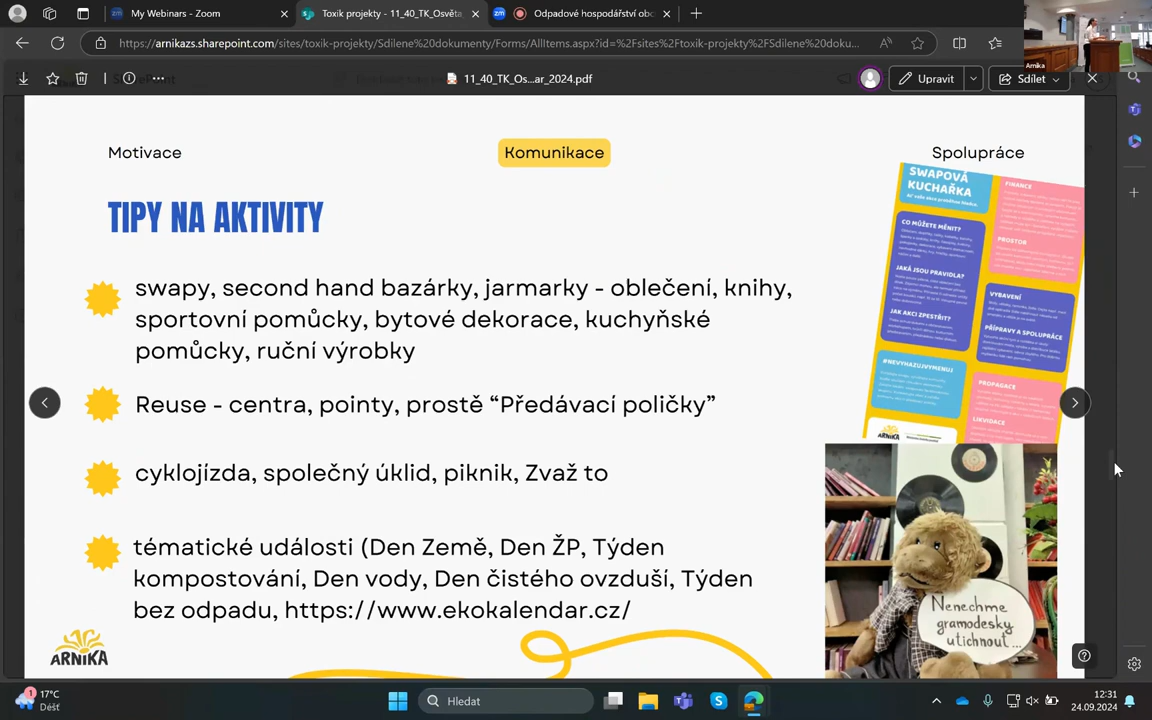 My Webinars - Zoom
Toxik projekty - 11_40_TK_Osvěta
Odpadové hospodářství obc
https://arnikazs.sharepoint.com/sites/toxik-projekty/Sdilene%20dokumenty/Forms/AllItems.aspx?id=%2Fsites%2Ftoxik-projekty%2FSdilene%20doku...
Arnika
11_40_TK_Os...ar_2024.pdf
Upravit
Sdílet
Motivace
Komunikace
Spolupráce
TIPY NA AKTIVITY
swapy, second hand bazárky, jarmarky - oblečení, knihy,
sportovní pomůcky, bytové dekorace, kuchyňské
pomůcky, ruční výrobky
Reuse - centra, pointy, prostě “Předávací poličky”
cyklojízda, společný úklid, piknik, Zvaž to
tématické události (Den Země, Den ŽP, Týden
kompostování, Den vody, Den čistého ovzduší, Týden
bez odpadu, https://www.ekokalendar.cz/
ARNIKA
SWAPOVÁ
KUCHAŘKA
CO MŮŽETE MĚNIT?
JAKÁ JSOU PRAVIDLA?
JAK AKCI ZPESTŘIT?
#NEVYHAZUJVYMENUJ
FINANCE
PROSTOR
VYBAVENÍ
PŘÍPRAVY A SPOLUPRÁCE
PROPAGACE
LIKVIDACE
ARNIKA
Nenechme
gramodesky
utichnout...
1
17°C
Déšť
Hledat
12:31
24.09.2024